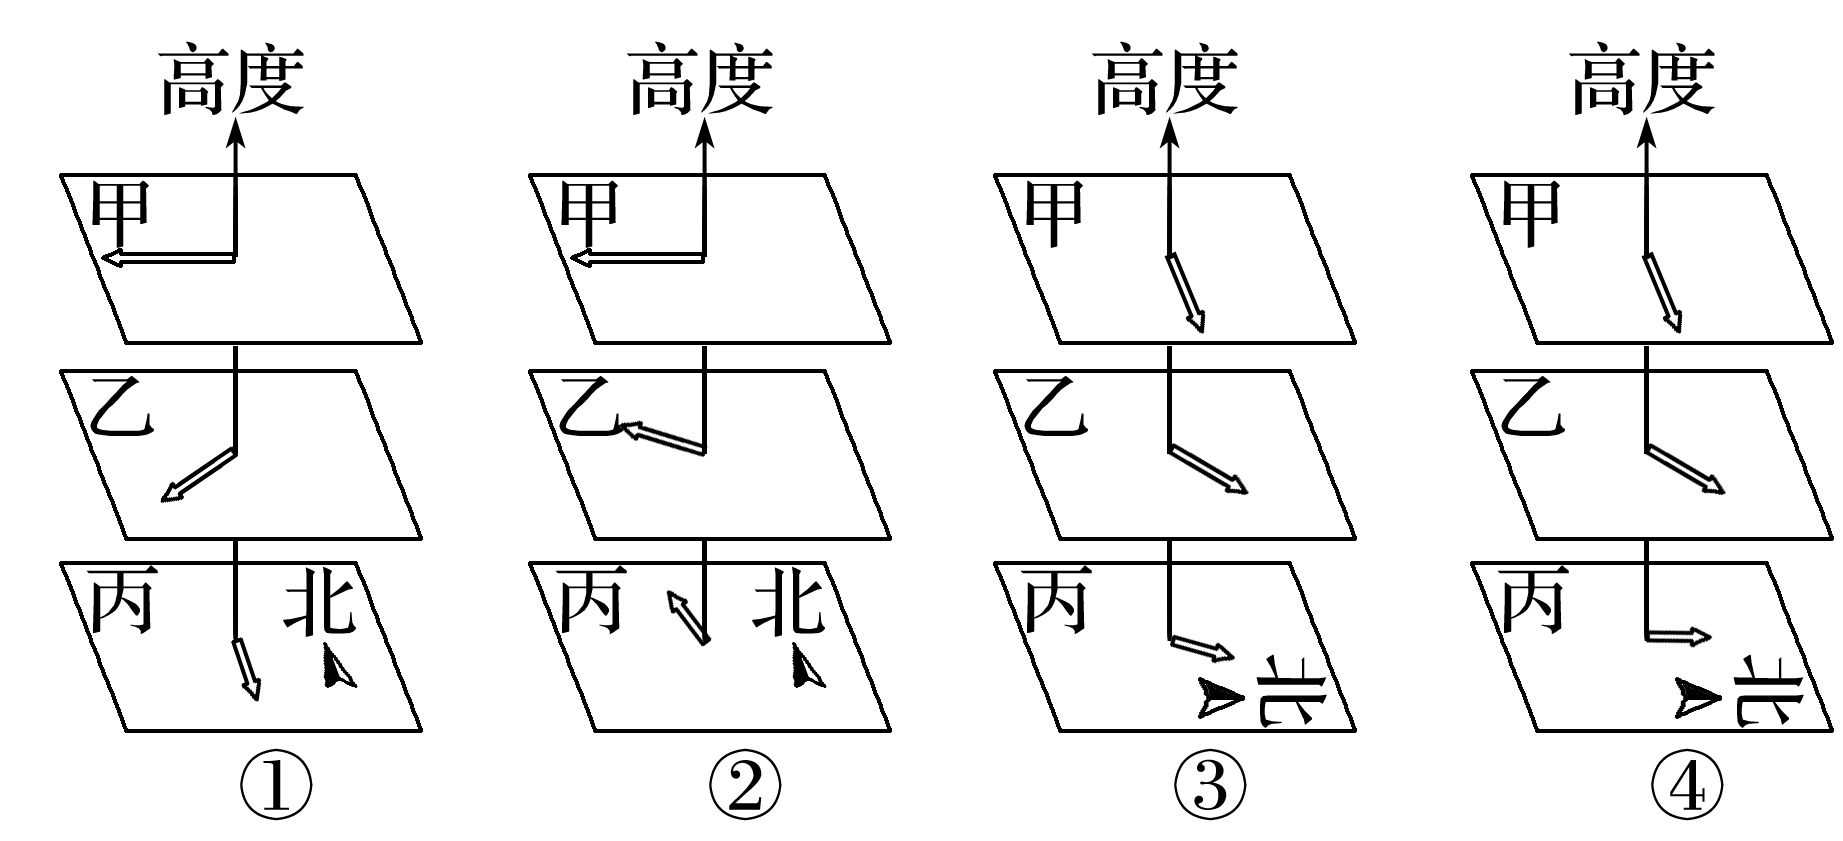 高度 高度 高度 高度
甲 甲 甲 甲
乙 乙 乙 乙
丙 北 丙 北 丙 北 丙 北
① ② ③ ④